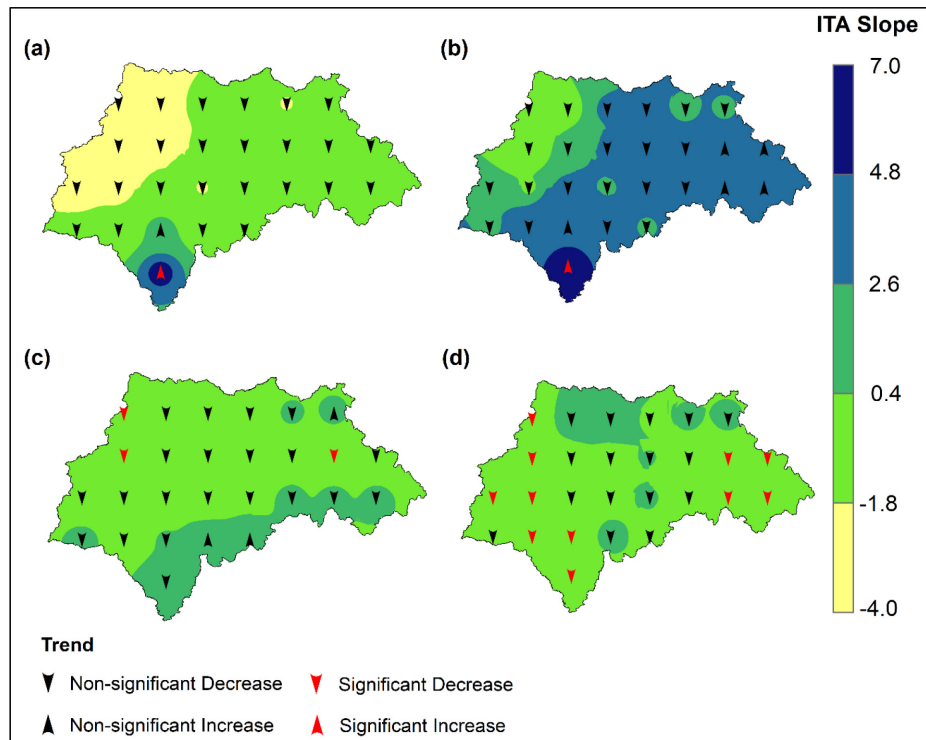 ITA Slope
(a)
(b)
7.0
4.8
2.6
(c)
(d)
0.4
-1.8
-4.0
Trend
Non-significant Decrease
Significant Decrease
Non-significant Increase
Significant Increase